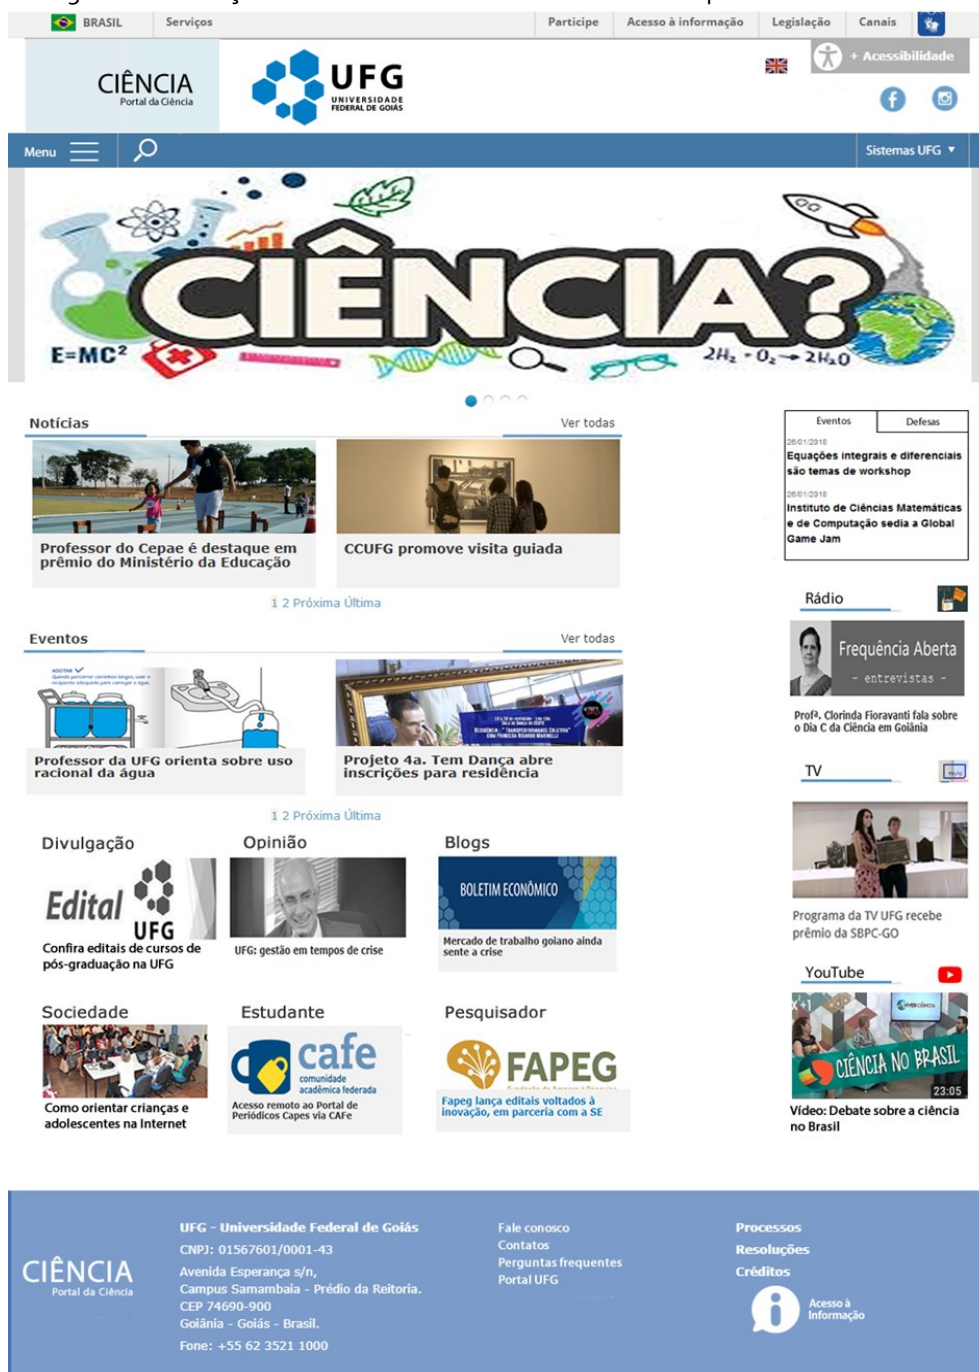 BRASIL Serviços Participe Acesso à informação Legislação Canais
+ Acessibilidade
CIÊNCIA
Portal da Ciência
UFG
UNIVERSIDADE
FEDERAL DE GOIÁS
Menu
Sistemas UFG
CIÊNCIA?
E=MC²
2H₂ + O₂ → 2H₂O
Notícias Ver todas
Professor do Cepae é destaque em
prêmio do Ministério da Educação
CCUFG promove visita guiada
1 2 Próxima Última
Eventos Ver todas
ADOTAR
Professor da UFG orienta sobre uso
racional da água
Projeto 4a. Tem Dança abre
inscrições para residência
1 2 Próxima Última
Divulgação
Edital
UFG
Confira editais de cursos de
pós-graduação na UFG
Opinião
UFG: gestão em tempos de crise
Blogs
BOLETIM ECONÔMICO
Mercado de trabalho goiano ainda
sente a crise
Sociedade
Como orientar crianças e
adolescentes na Internet
Estudante
cafe
comunidade
acadêmica federada
Acesso remoto ao Portal de
Periódicos Capes via CAFe
Pesquisador
FAPEG
Fapeg lança editais voltados à
inovação, em parceria com a SE
Eventos Defesas
26/01/2018
Equações integrais e diferenciais
são temas de workshop
26/01/2018
Instituto de Ciências Matemáticas
e de Computação sedia a Global
Game Jam
Rádio
Frequência Aberta
- entrevistas -
Profª. Clorinda Fioravanti fala sobre
o Dia C da Ciência em Goiânia
TV
Programa da TV UFG recebe
prêmio da SBPC-GO
YouTube
CIÊNCIA NO BRASIL
23:05
Vídeo: Debate sobre a ciência
no Brasil
CIÊNCIA
Portal da Ciência
UFG - Universidade Federal de Goiás
CNPJ: 01567601/0001-43
Avenida Esperança s/n,
Campus Samambaia - Prédio da Reitoria.
CEP 74690-900
Goiânia - Goiás - Brasil.
Fone: +55 62 3521 1000
Fale conosco
Contatos
Perguntas frequentes
Portal UFG
Processos
Resoluções
Créditos
Acesso à
Informação